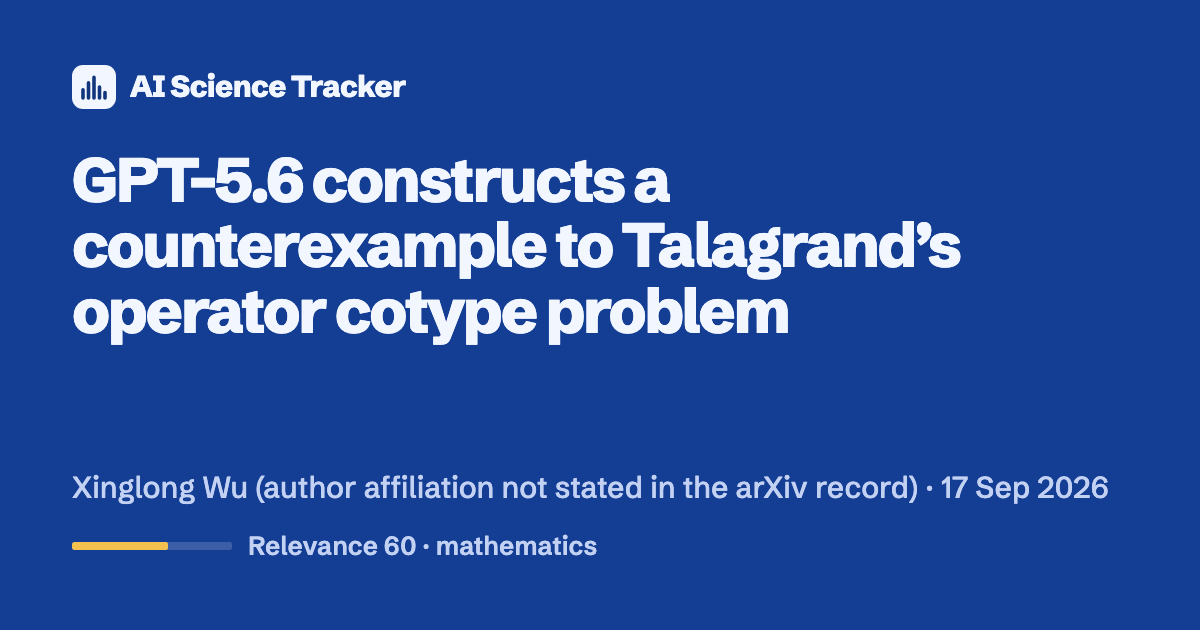 AI Science Tracker
GPT-5.6 constructs a
counterexample to Talagrand’s
operator cotype problem
Xinglong Wu (author affiliation not stated in the arXiv record) · 17 Sep 2026
Relevance 60 · mathematics